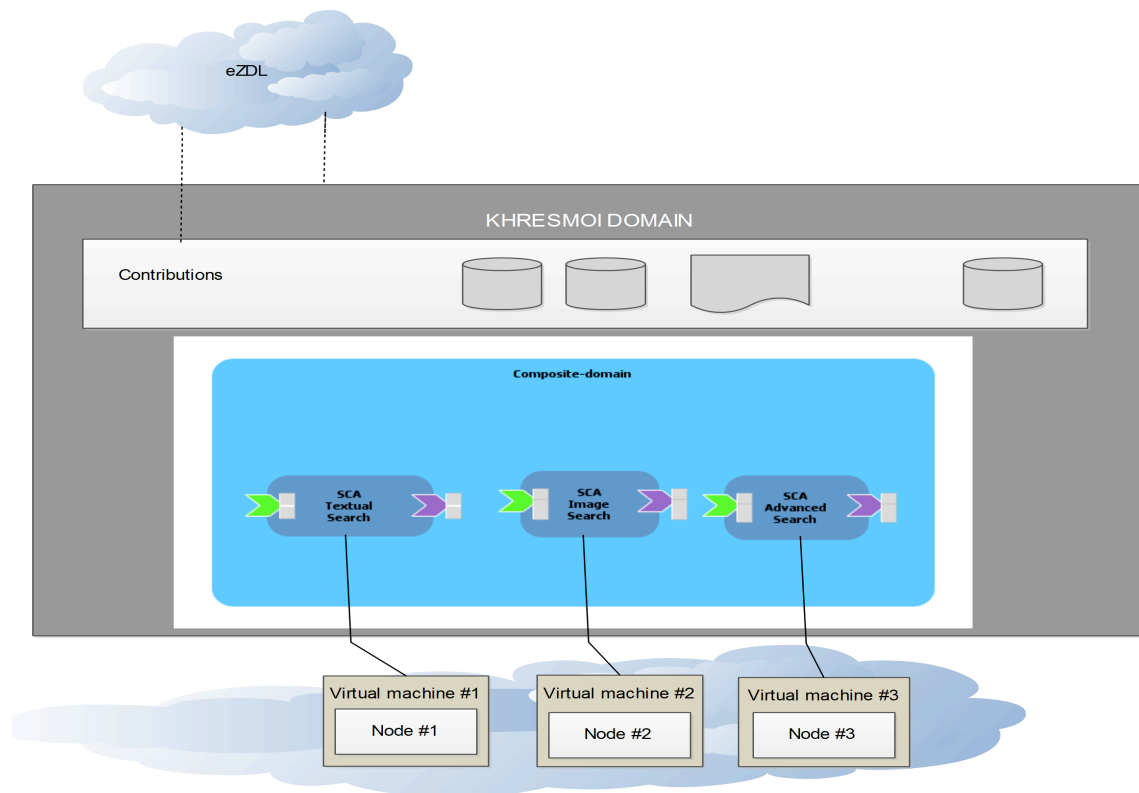 eZDL
KHRESMOI DOMAIN
Contributions
Composite-domain
SCA
Textual
Search
SCA
Image
Search
SCA
Advanced
Search
Virtual machine #1
Node #1
Virtual machine #2
Node #2
Virtual machine #3
Node #3